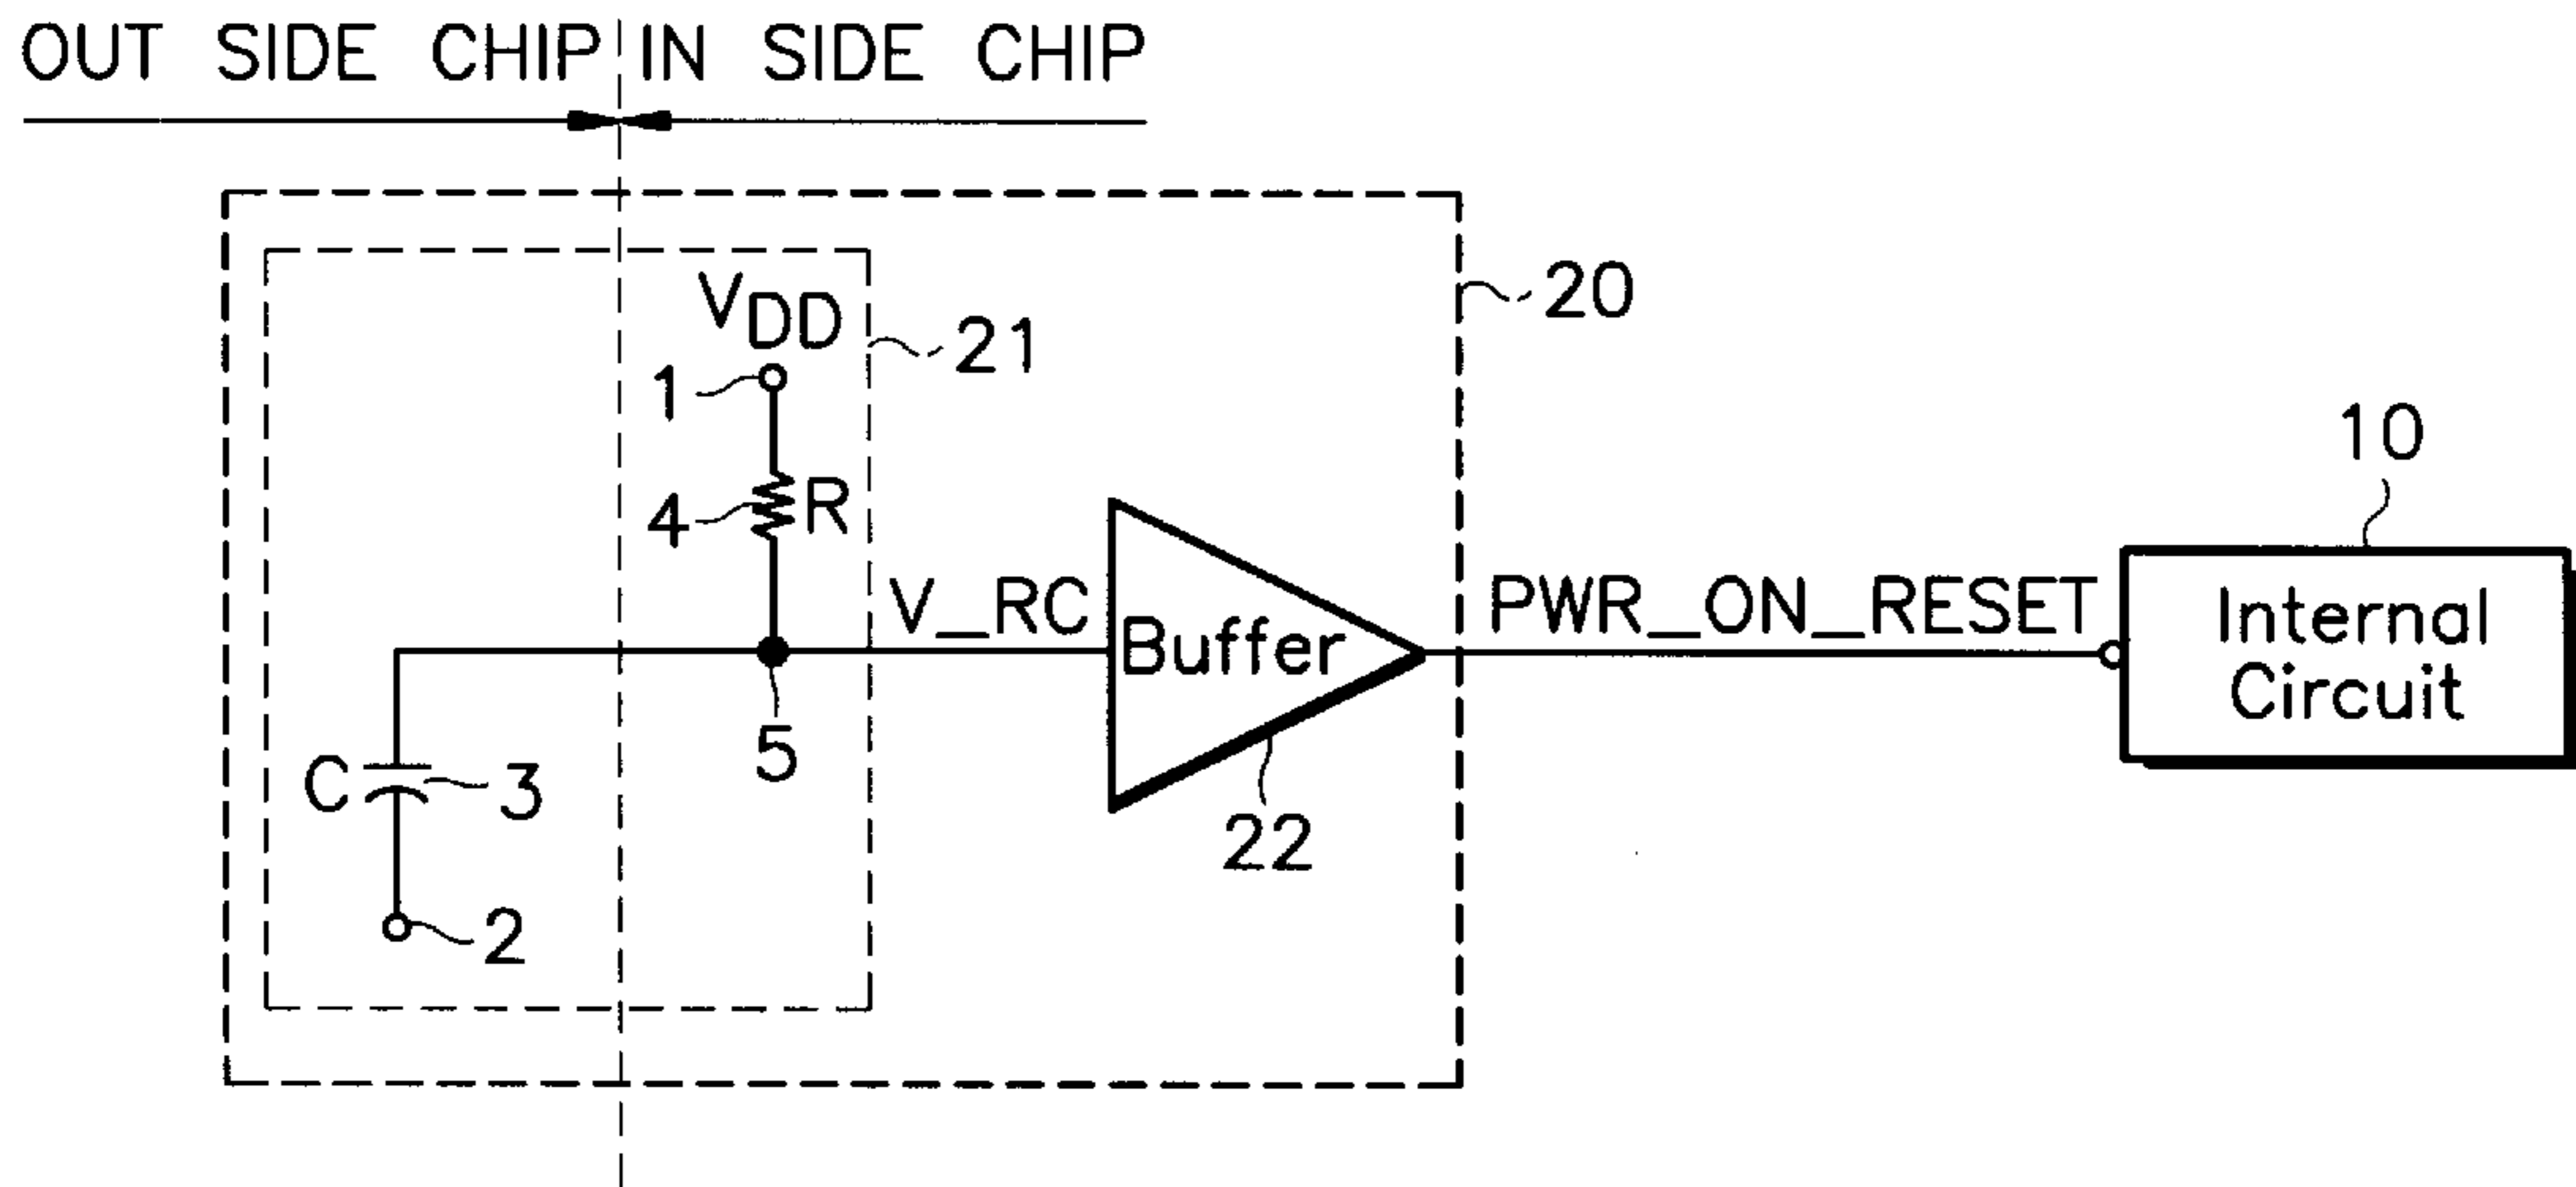 OUT SIDE CHIP
IN SIDE CHIP
VDD
20
21
1
10
4
R
V_RC
Buffer
PWR_ON_RESET
Internal
Circuit
5
C
3
22
2